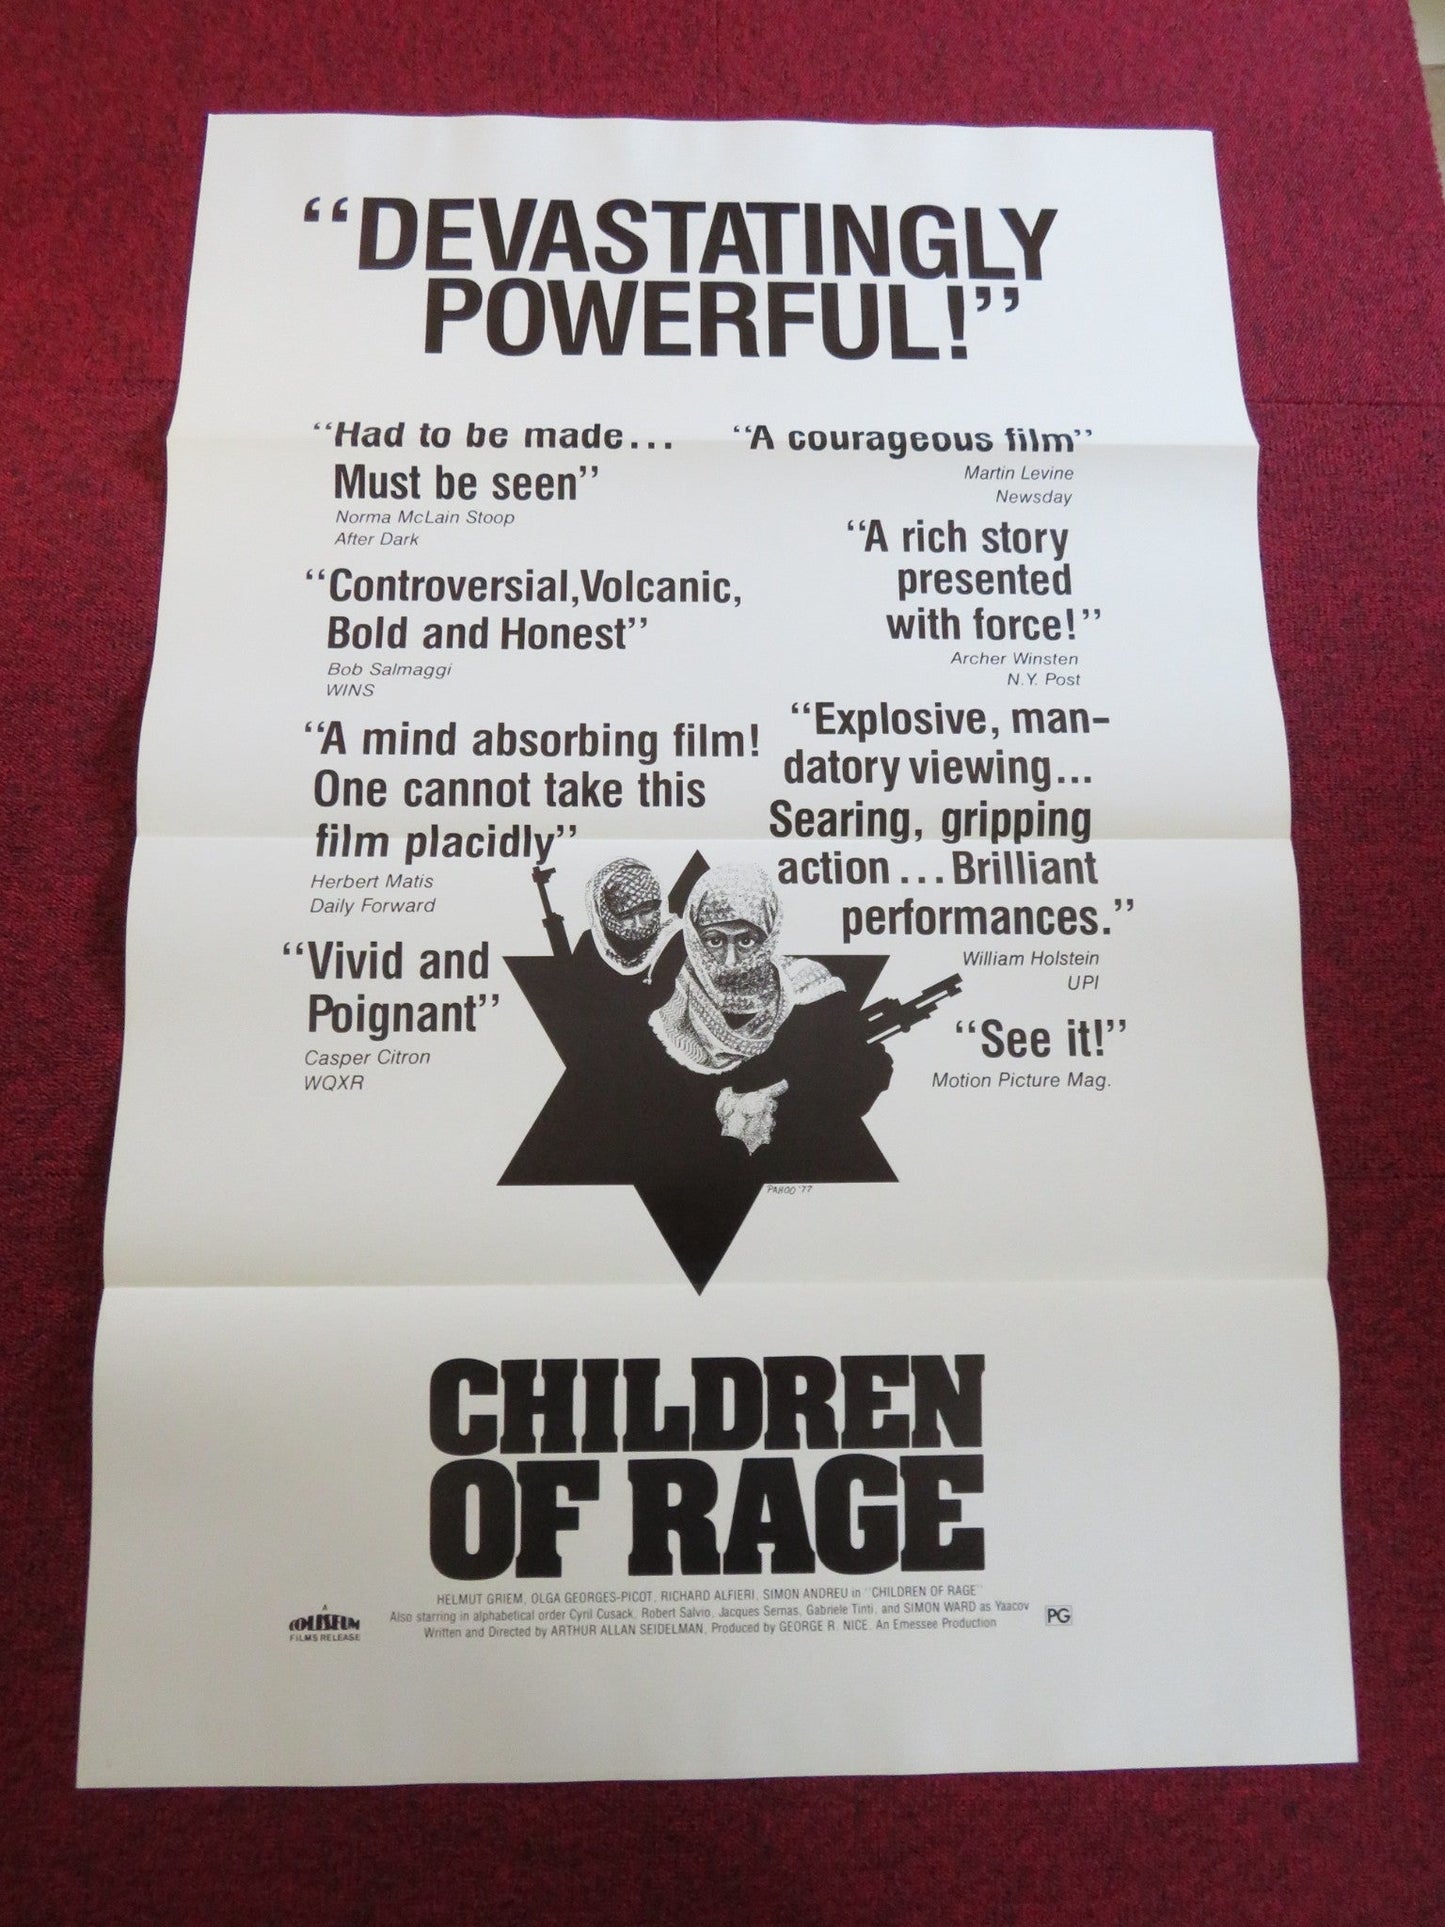 “DEVASTATINGLY
POWERFUL!”
“Had to be made...
Must be seen”
Norma McLain Stoop
After Dark
“Controversial, Volcanic,
Bold and Honest”
Bob Salmaggi
WINS
“A mind absorbing film!
One cannot take this
film placidly”
Herbert Matis
Daily Forward
“Vivid and
Poignant”
Casper Citron
WQXR
“A courageous film”
Martin Levine
Newsday
“A rich story
presented
with force!”
Archer Winsten
N.Y. Post
“Explosive, man-
datory viewing...
Searing, gripping
action...Brilliant
performances.”
William Holstein
UPI
“See it!”
Motion Picture Mag.
PAHOO '77
CHILDREN
OF RAGE
HELMUT GRIEM, OLGA GEORGES-PICOT, RICHARD ALFIERI, SIMON ANDREU in “CHILDREN OF RAGE”
Also starring in alphabetical order Cyril Cusack, Robert Salvio, Jacques Sernas, Gabriele Tinti, and SIMON WARD as Yaacov
Written and Directed by ARTHUR ALLAN SEIDELMAN, Produced by GEORGE R. NICE. An Emessee Production
A
COLISEUM
FILMS RELEASE
PG